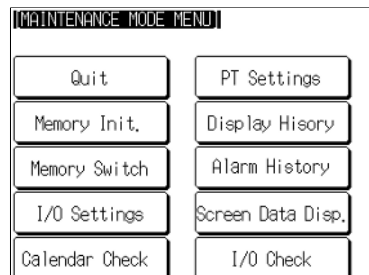 [MAINTENANCE MODE MENU]
Quit
PT Settings
Memory Init.
Display Hisory
Memory Switch
Alarm History
I/O Settings
Screen Data Disp.
Calendar Check
I/O Check